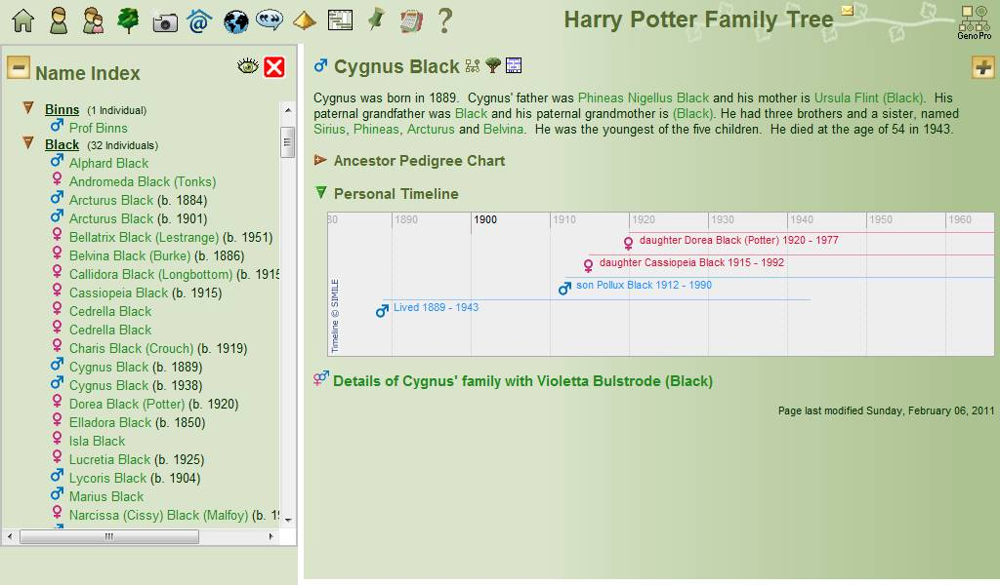 Harry Potter Family Tree
GenoPro
Name Index
Binns (1 Individual)
Prof Binns
Black (32 Individuals)
Alphard Black
Andromeda Black (Tonks)
Arcturus Black (b. 1884)
Arcturus Black (b. 1901)
Bellatrix Black (Lestrange) (b. 1951)
Belvina Black (Burke) (b. 1886)
Callidora Black (Longbottom) (b. 1915
Cassiopeia Black (b. 1915)
Cedrella Black
Cedrella Black
Charis Black (Crouch) (b. 1919)
Cygnus Black (b. 1889)
Cygnus Black (b. 1938)
Dorea Black (Potter) (b. 1920)
Elladora Black (b. 1850)
Isla Black
Lucretia Black (b. 1925)
Lycoris Black (b. 1904)
Marius Black
Narcissa (Cissy) Black (Malfoy) (b. 19
Cygnus Black
Cygnus was born in 1889. Cygnus' father was Phineas Nigellus Black and his mother is Ursula Flint (Black). His
paternal grandfather was Black and his paternal grandmother is (Black). He had three brothers and a sister, named
Sirius, Phineas, Arcturus and Belvina. He was the youngest of the five children. He died at the age of 54 in 1943.
Ancestor Pedigree Chart
Personal Timeline
80 1890 1900 1910 1920 1930 1940 1950 1960
daughter Dorea Black (Potter) 1920 - 1977
daughter Cassiopeia Black 1915 - 1992
son Pollux Black 1912 - 1990
Lived 1889 - 1943
Timeline © SIMILE
Details of Cygnus' family with Violetta Bulstrode (Black)
Page last modified Sunday, February 06, 2011